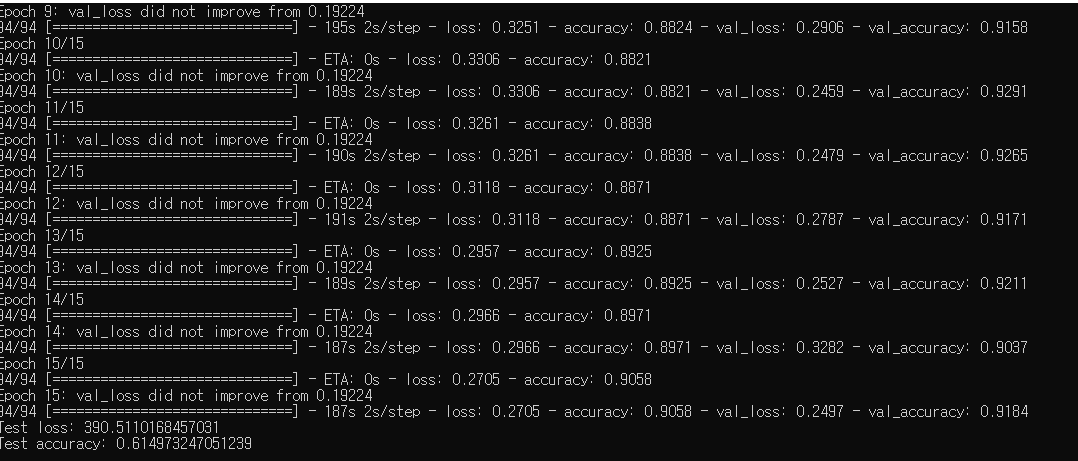 Epoch 9: val_loss did not improve from 0.19224
94/94 [==============================] - 195s 2s/step - loss: 0.3251 - accuracy: 0.8824 - val_loss: 0.2906 - val_accuracy: 0.9158
Epoch 10/15
94/94 [==============================] - ETA: 0s - loss: 0.3306 - accuracy: 0.8821
Epoch 10: val_loss did not improve from 0.19224
94/94 [==============================] - 189s 2s/step - loss: 0.3306 - accuracy: 0.8821 - val_loss: 0.2459 - val_accuracy: 0.9291
Epoch 11/15
94/94 [==============================] - ETA: 0s - loss: 0.3261 - accuracy: 0.8838
Epoch 11: val_loss did not improve from 0.19224
94/94 [==============================] - 190s 2s/step - loss: 0.3261 - accuracy: 0.8838 - val_loss: 0.2479 - val_accuracy: 0.9265
Epoch 12/15
94/94 [==============================] - ETA: 0s - loss: 0.3118 - accuracy: 0.8871
Epoch 12: val_loss did not improve from 0.19224
94/94 [==============================] - 191s 2s/step - loss: 0.3118 - accuracy: 0.8871 - val_loss: 0.2787 - val_accuracy: 0.9171
Epoch 13/15
94/94 [==============================] - ETA: 0s - loss: 0.2957 - accuracy: 0.8925
Epoch 13: val_loss did not improve from 0.19224
94/94 [==============================] - 189s 2s/step - loss: 0.2957 - accuracy: 0.8925 - val_loss: 0.2527 - val_accuracy: 0.9211
Epoch 14/15
94/94 [==============================] - ETA: 0s - loss: 0.2966 - accuracy: 0.8971
Epoch 14: val_loss did not improve from 0.19224
94/94 [==============================] - 187s 2s/step - loss: 0.2966 - accuracy: 0.8971 - val_loss: 0.3282 - val_accuracy: 0.9037
Epoch 15/15
94/94 [==============================] - ETA: 0s - loss: 0.2705 - accuracy: 0.9058
Epoch 15: val_loss did not improve from 0.19224
94/94 [==============================] - 187s 2s/step - loss: 0.2705 - accuracy: 0.9058 - val_loss: 0.2497 - val_accuracy: 0.9184
Test loss: 390.5110168457031
Test accuracy: 0.614973247051239